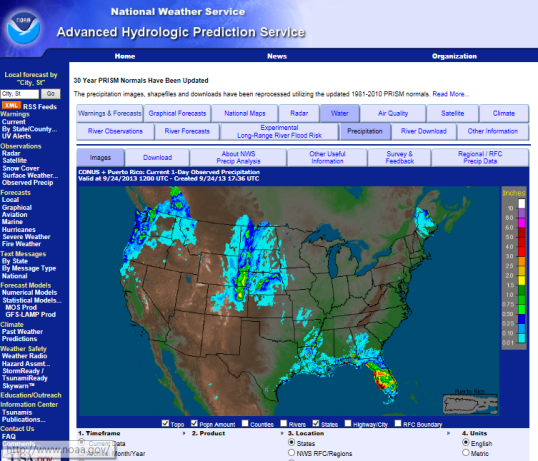 NOAA
National Weather Service
Advanced Hydrologic Prediction Service
Home News Organization
Local forecast by
"City, St"
City, St Go
XML RSS Feeds
Warnings
Current
By State/County...
UV Alerts
Observations
Radar
Satellite
Snow Cover
Surface Weather...
Observed Precip
Forecasts
Local
Graphical
Aviation
Marine
Hurricanes
Severe Weather
Fire Weather
Text Messages
By State
By Message Type
National
Forecast Models
Numerical Models
Statistical Models...
MOS Prod
GFS-LAMP Prod
Climate
Past Weather
Predictions
Weather Safety
Weather Radio
Hazard Assmt...
StormReady /
TsunamiReady
Skywarn™
Education/Outreach
Information Center
Tsunamis
Publications...
Contact Us
FAQ
http://www.noaa.gov/
30 Year PRISM Normals Have Been Updated
The precipitation images, shapefiles and downloads have been reprocessed utilizing the updated 1981-2010 PRISM normals. Read More...
Warnings & Forecasts Graphical Forecasts National Maps Radar Water Air Quality Satellite Climate
River Observations River Forecasts Experimental Long-Range River Flood Risk Precipitation River Download Other Information
Images Download About NWS Precip Analysis Other Useful Information Survey & Feedback Regional / RFC Precip Data
CONUS + Puerto Rico: Current 1-Day Observed Precipitation
Valid at 9/24/2013 1200 UTC - Created 9/24/13 17:36 UTC
Inches
10
8
6
5
4
3
2.5
2.0
1.5
1.0
0.75
0.50
0.25
0.10
0.01
Puerto Rico
Topo Popn Amount Counties Rivers States Highway/City RFC Boundary
1. Timeframe 2. Product 3. Location 4. Units
Current Data States English
Month/Year NWS RFC/Regions Metric